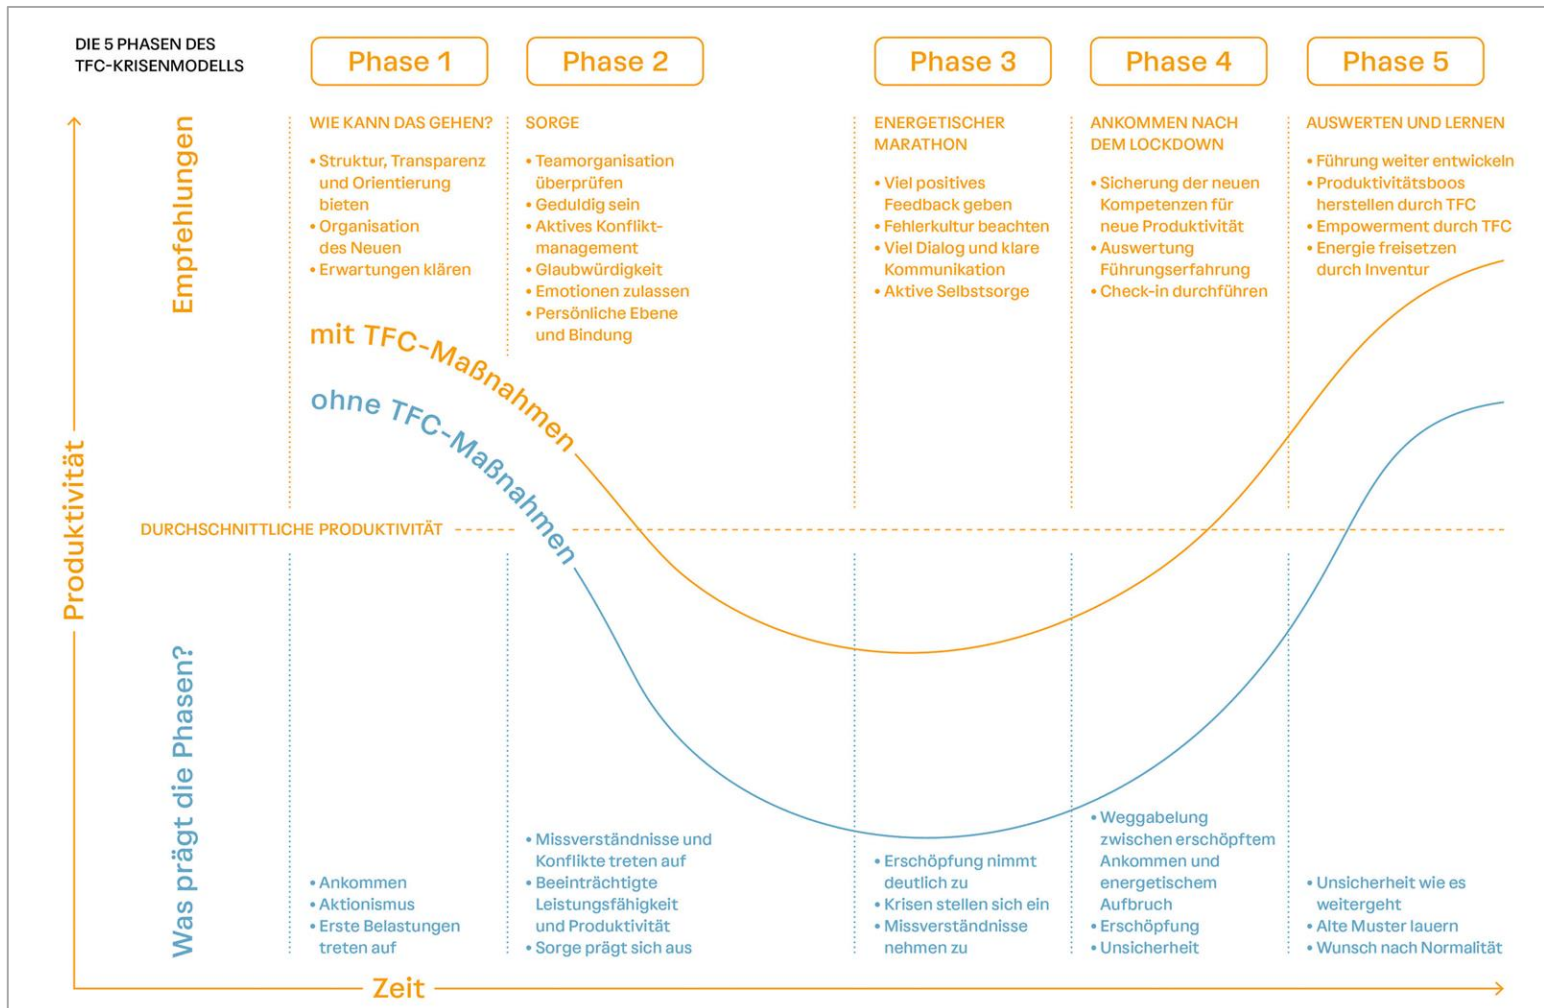 DIE 5 PHASEN DES
TFC-KRISENMODELLS
Phase 1
Phase 2
Phase 3
Phase 4
Phase 5
Empfehlungen
WIE KANN DAS GEHEN?
• Struktur, Transparenz
und Orientierung
bieten
• Organisation
des Neuen
• Erwartungen klären
SORGE
• Teamorganisation
überprüfen
• Geduldig sein
• Aktives Konflikt-
management
• Glaubwürdigkeit
• Emotionen zulassen
• Persönliche Ebene
und Bindung
ENERGETISCHER
MARATHON
• Viel positives
Feedback geben
• Fehlerkultur beachten
• Viel Dialog und klare
Kommunikation
• Aktive Selbstsorge
ANKOMMEN NACH
DEM LOCKDOWN
• Sicherung der neuen
Kompetenzen für
neue Produktivität
• Auswertung
Führungserfahrung
• Check-in durchführen
AUSWERTEN UND LERNEN
• Führung weiter entwickeln
• Produktivitätsboos
herstellen durch TFC
• Empowerment durch TFC
• Energie freisetzen
durch Inventur
mit TFC-Maßnahmen
ohne TFC-Maßnahmen
Produktivität
DURCHSCHNITTLICHE PRODUKTIVITÄT
Was prägt die Phasen?
• Ankommen
• Aktionismus
• Erste Belastungen
treten auf
• Missverständnisse und
Konflikte treten auf
• Beeinträchtigte
Leistungsfähigkeit
und Produktivität
• Sorge prägt sich aus
• Erschöpfung nimmt
deutlich zu
• Krisen stellen sich ein
• Missverständnisse
nehmen zu
• Weggabelung
zwischen erschöpftem
Ankommen und
energetischem
Aufbruch
• Erschöpfung
• Unsicherheit
• Unsicherheit wie es
weitergeht
• Alte Muster lauern
• Wunsch nach Normalität
Zeit